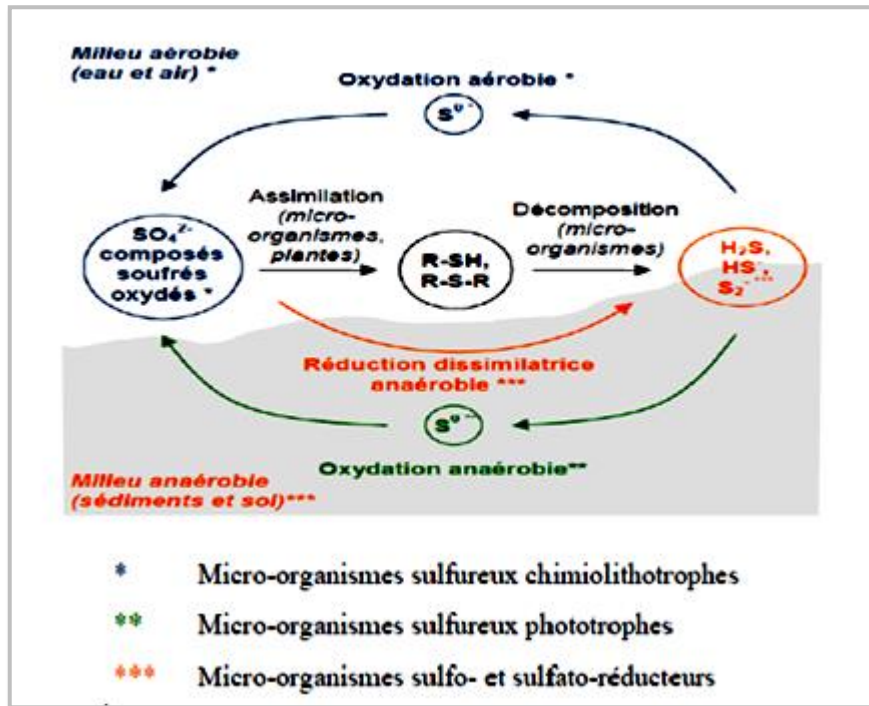 Milieu aérobie
(eau et air) *
Oxydation aérobie *
S⁰ *
Assimilation
(micro-
organismes,
plantes)
Décomposition
(micro-
organismes)
SO₄²⁻
composés
soufrés
oxydés *
R-SH,
R-S-R
H₂S,
HS⁻,
S₂⁻ ***
Réduction dissimilatrice
anaérobie ***
S⁰ **
Oxydation anaérobie**
Milieu anaérobie
(sédiments et sol)***
* Micro-organismes sulfureux chimiolithotrophes
** Micro-organismes sulfureux phototrophes
*** Micro-organismes sulfo- et sulfato-réducteurs